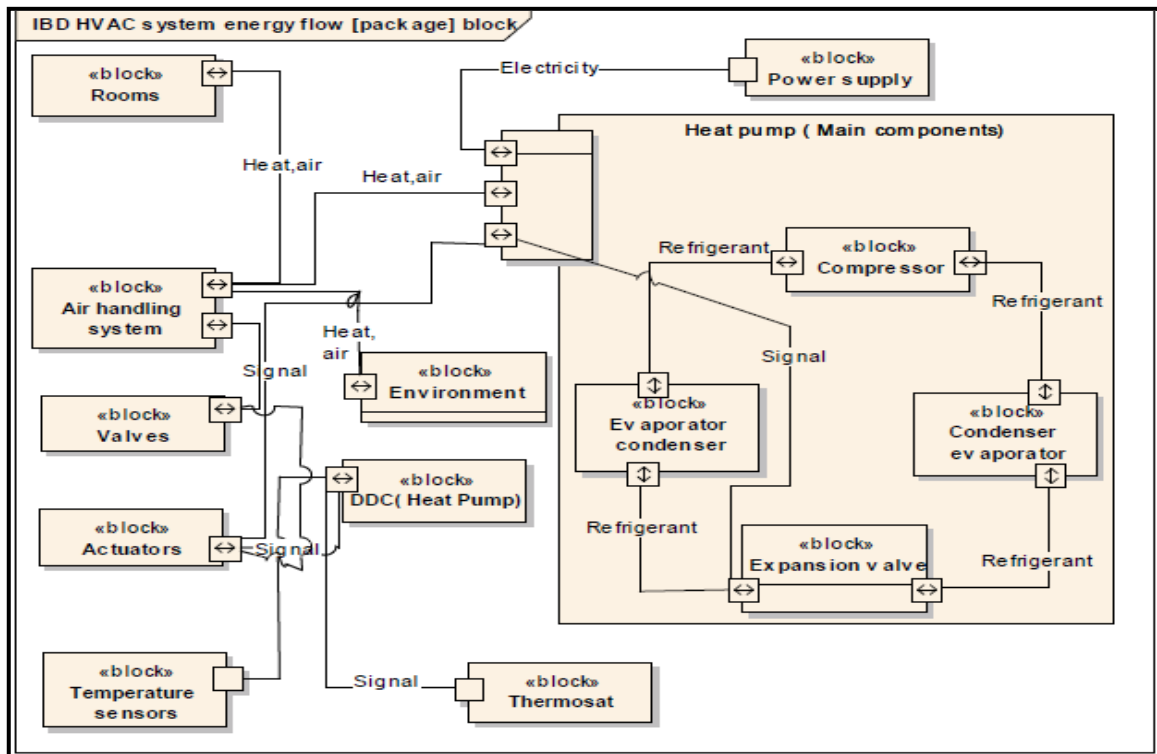 IBD HVAC system energy flow [package] block
«block»
Rooms
Electricity
«block»
Power supply
Heat pump ( Main components)
Heat,air
Heat,air
«block»
Air handling
system
Refrigerant
«block»
Compressor
Refrigerant
Heat,
air
Signal
Signal
«block»
Environment
«block»
Valves
«block»
Evaporator
condenser
«block»
Condenser
evaporator
«block»
DDC( Heat Pump)
«block»
Actuators
Signal
Refrigerant
«block»
Expansion valve
Refrigerant
«block»
Temperature
sensors
Signal
«block»
Thermosat